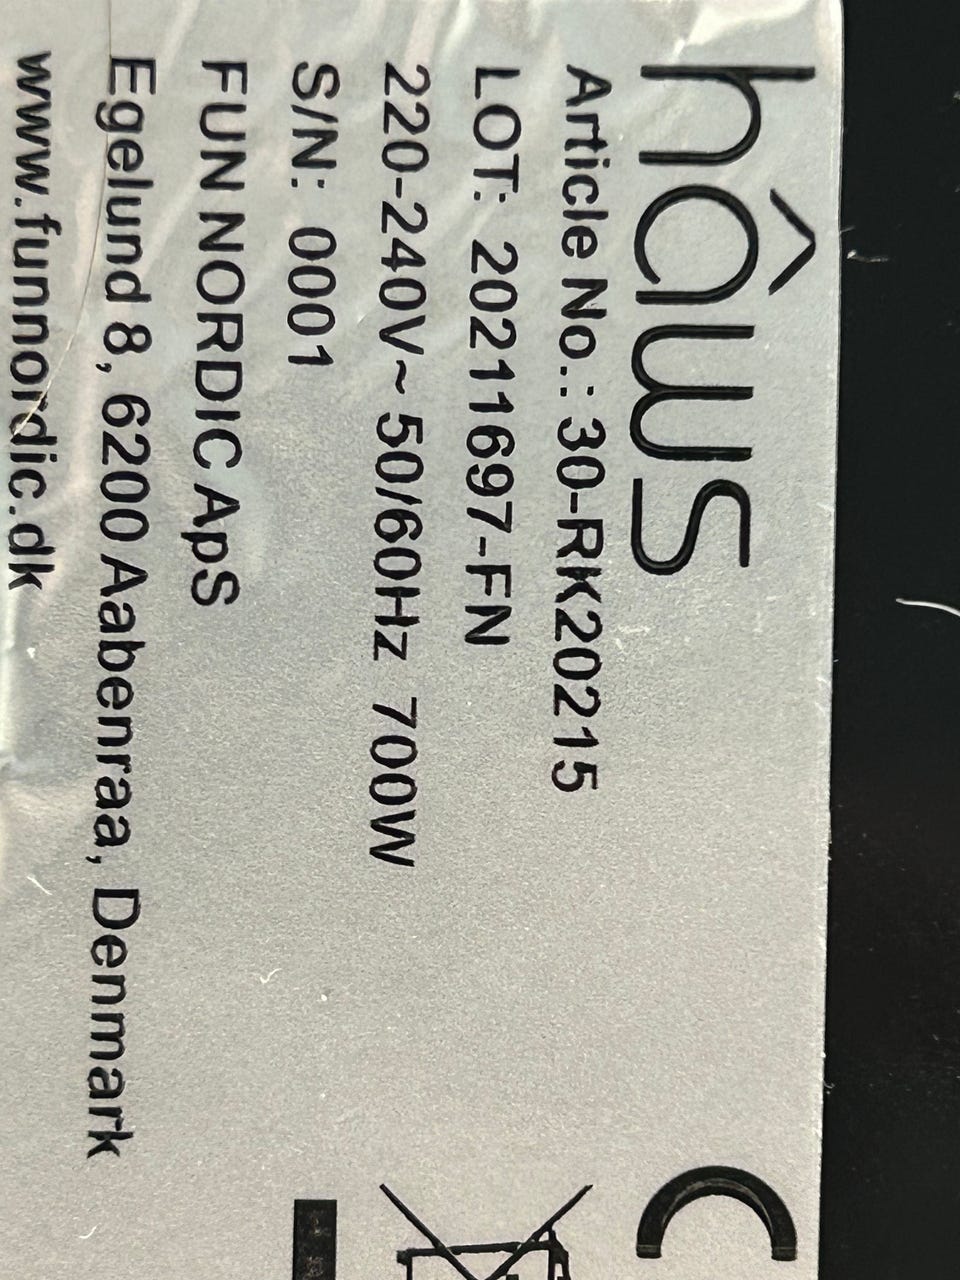 hâws
Article No.: 30-RK20215
LOT: 20211697-FN
220-240V~ 50/60Hz 700W
S/N: 0001
FUN NORDIC ApS
Egelund 8, 6200 Aabenraa, Denmark
www.funnordic.dk